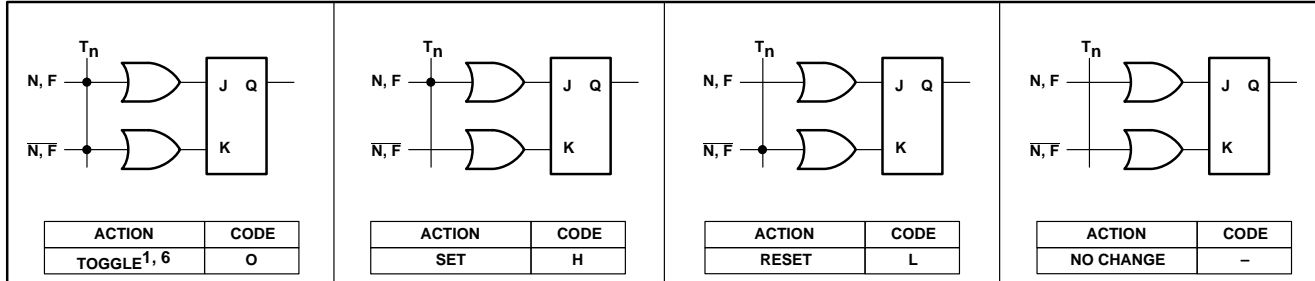 Tn
N, F
J Q
N, F
K
ACTION CODE
TOGGLE1, 6 O
Tn
N, F
J Q
N, F
K
ACTION CODE
SET H
Tn
N, F
J Q
N, F
K
ACTION CODE
RESET L
Tn
N, F
J Q
N, F
K
ACTION CODE
NO CHANGE –